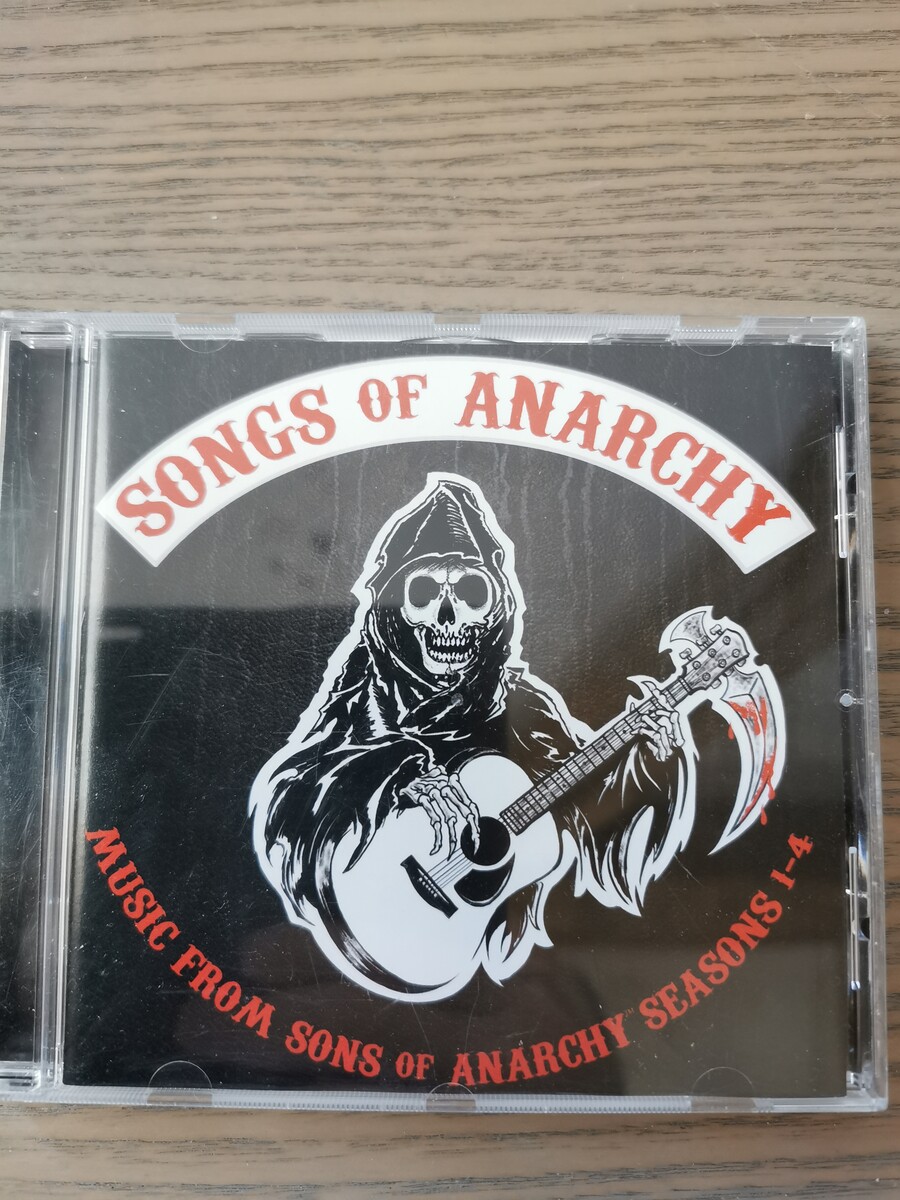 SONGS OF ANARCHY
MUSIC FROM SONS OF ANARCHY™ SEASONS 1-4